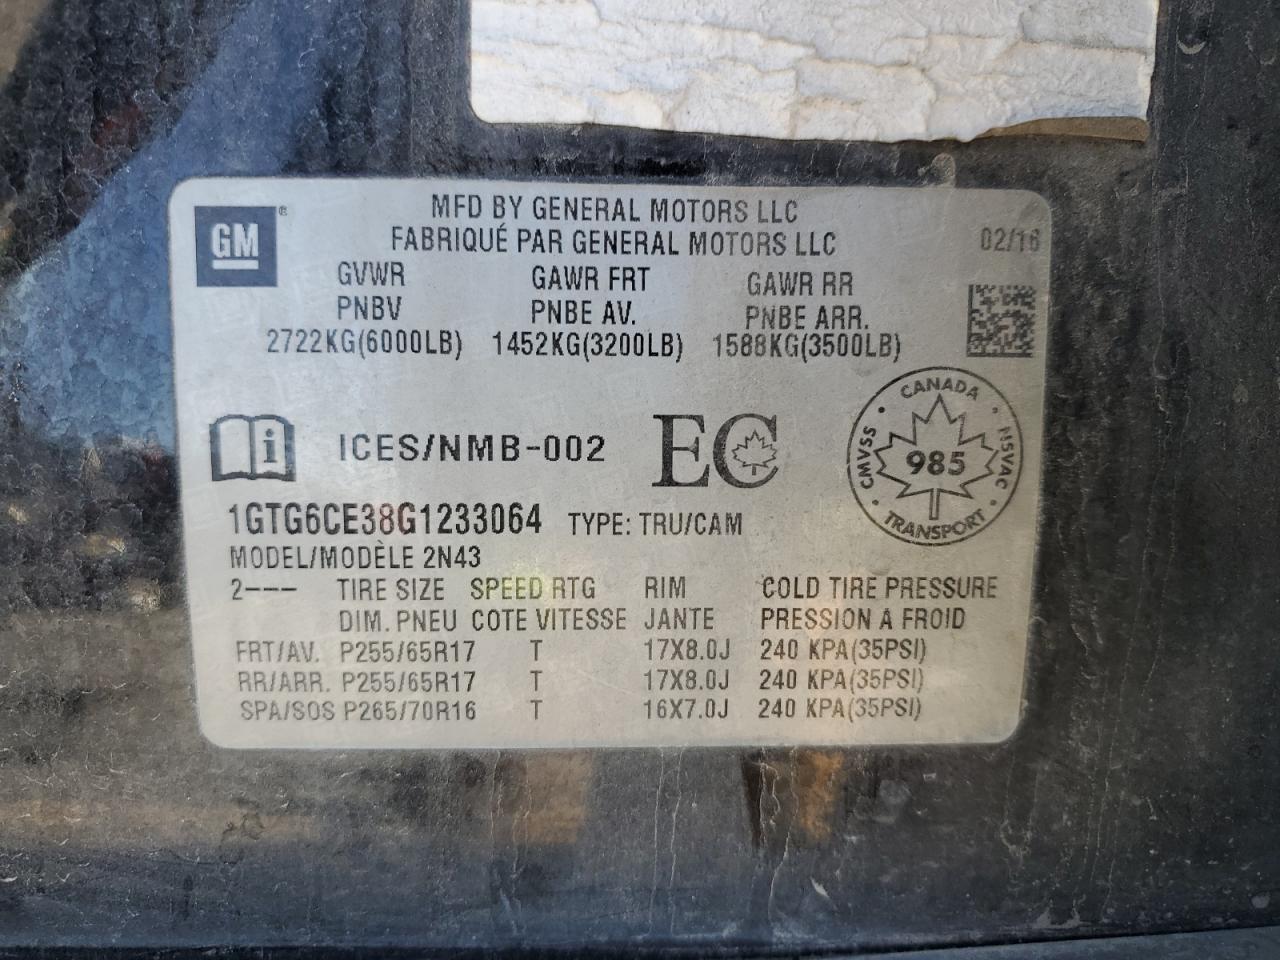 GM®
MFD BY GENERAL MOTORS LLC
FABRIQUÉ PAR GENERAL MOTORS LLC
02/16
GVWR GAWR FRT GAWR RR
PNBV PNBE AV. PNBE ARR.
2722KG(6000LB) 1452KG(3200LB) 1588KG(3500LB)
i ICES/NMB-002 EC
CANADA
CMVSS 985 NSVAC
TRANSPORT
1GTG6CE38G1233064 TYPE: TRU/CAM
MODEL/MODÈLE 2N43
2--- TIRE SIZE SPEED RTG RIM COLD TIRE PRESSURE
DIM. PNEU COTE VITESSE JANTE PRESSION À FROID
FRT/AV. P255/65R17 T 17X8.0J 240 KPA(35PSI)
RR/ARR. P255/65R17 T 17X8.0J 240 KPA(35PSI)
SPA/SOS P265/70R16 T 16X7.0J 240 KPA(35PSI)